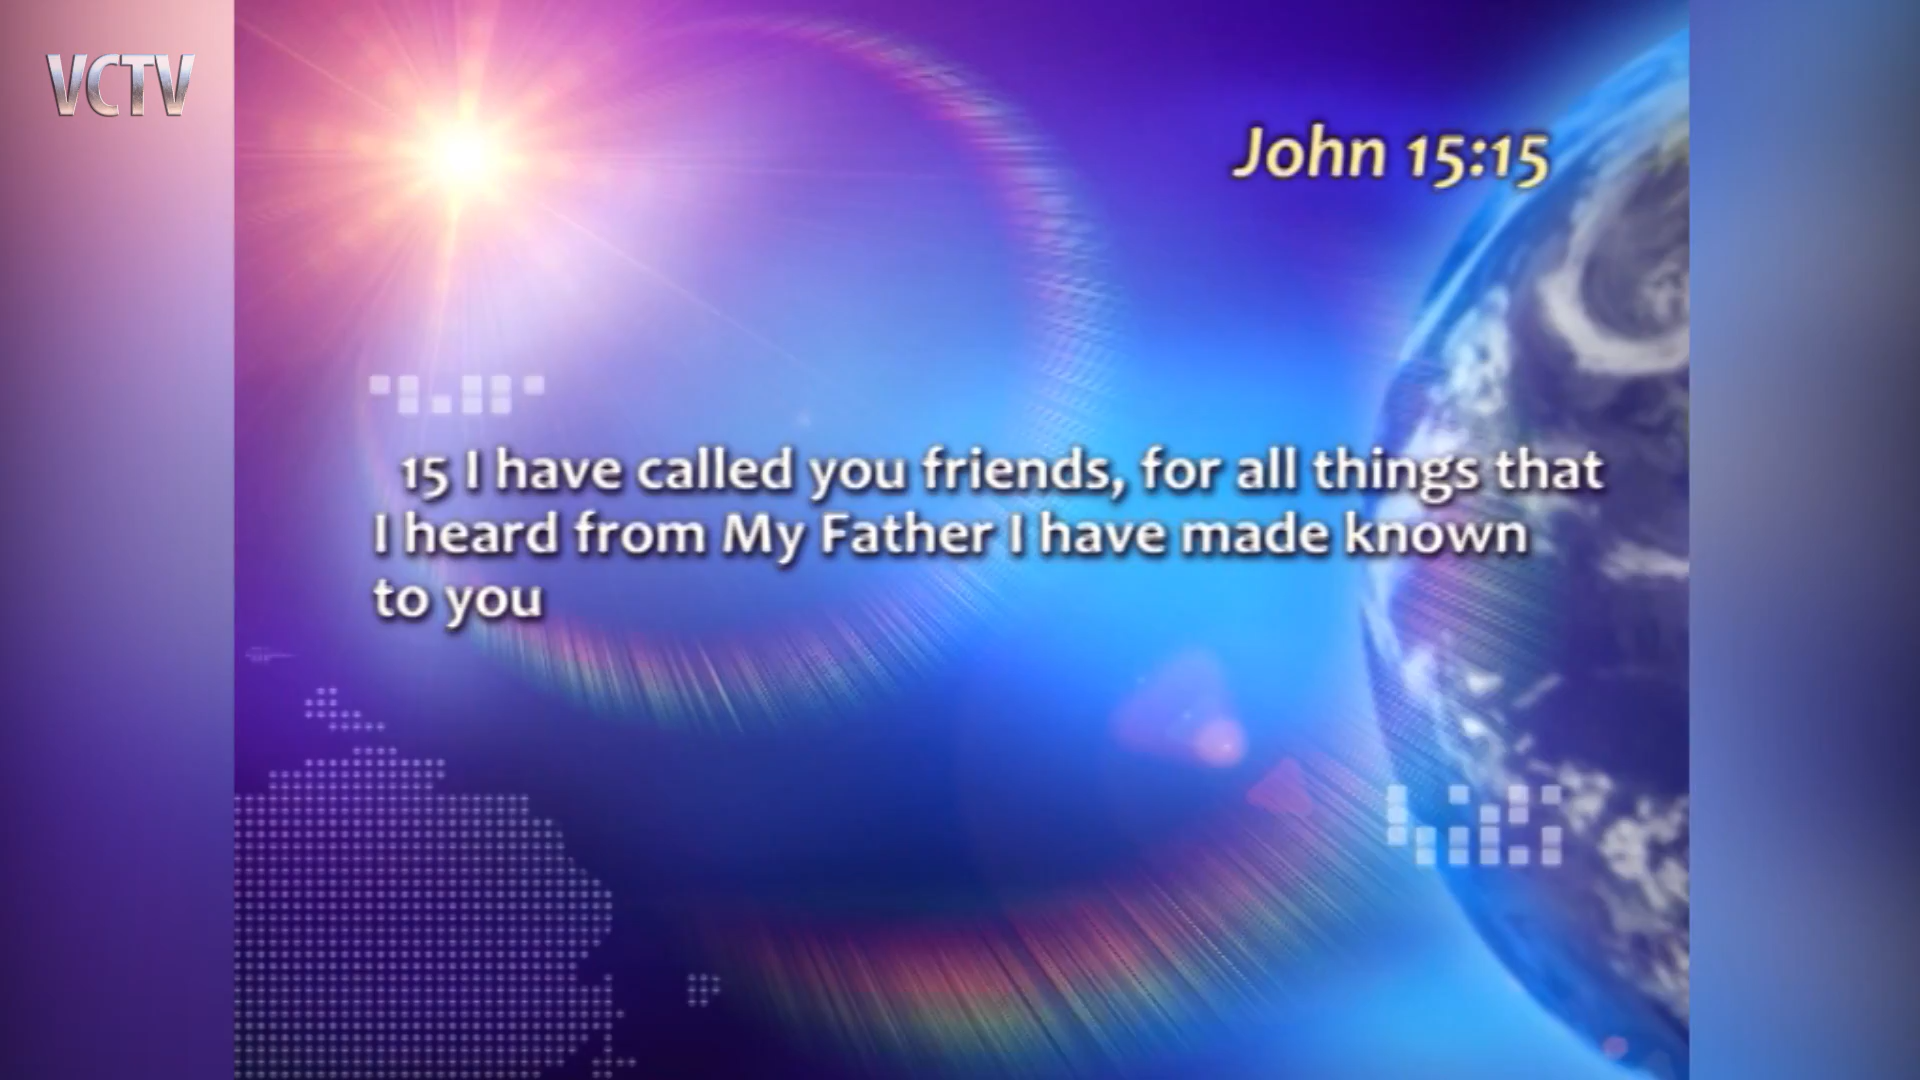 VCTV
John 15:15
15 I have called you friends, for all things that
I heard from My Father I have made known
to you